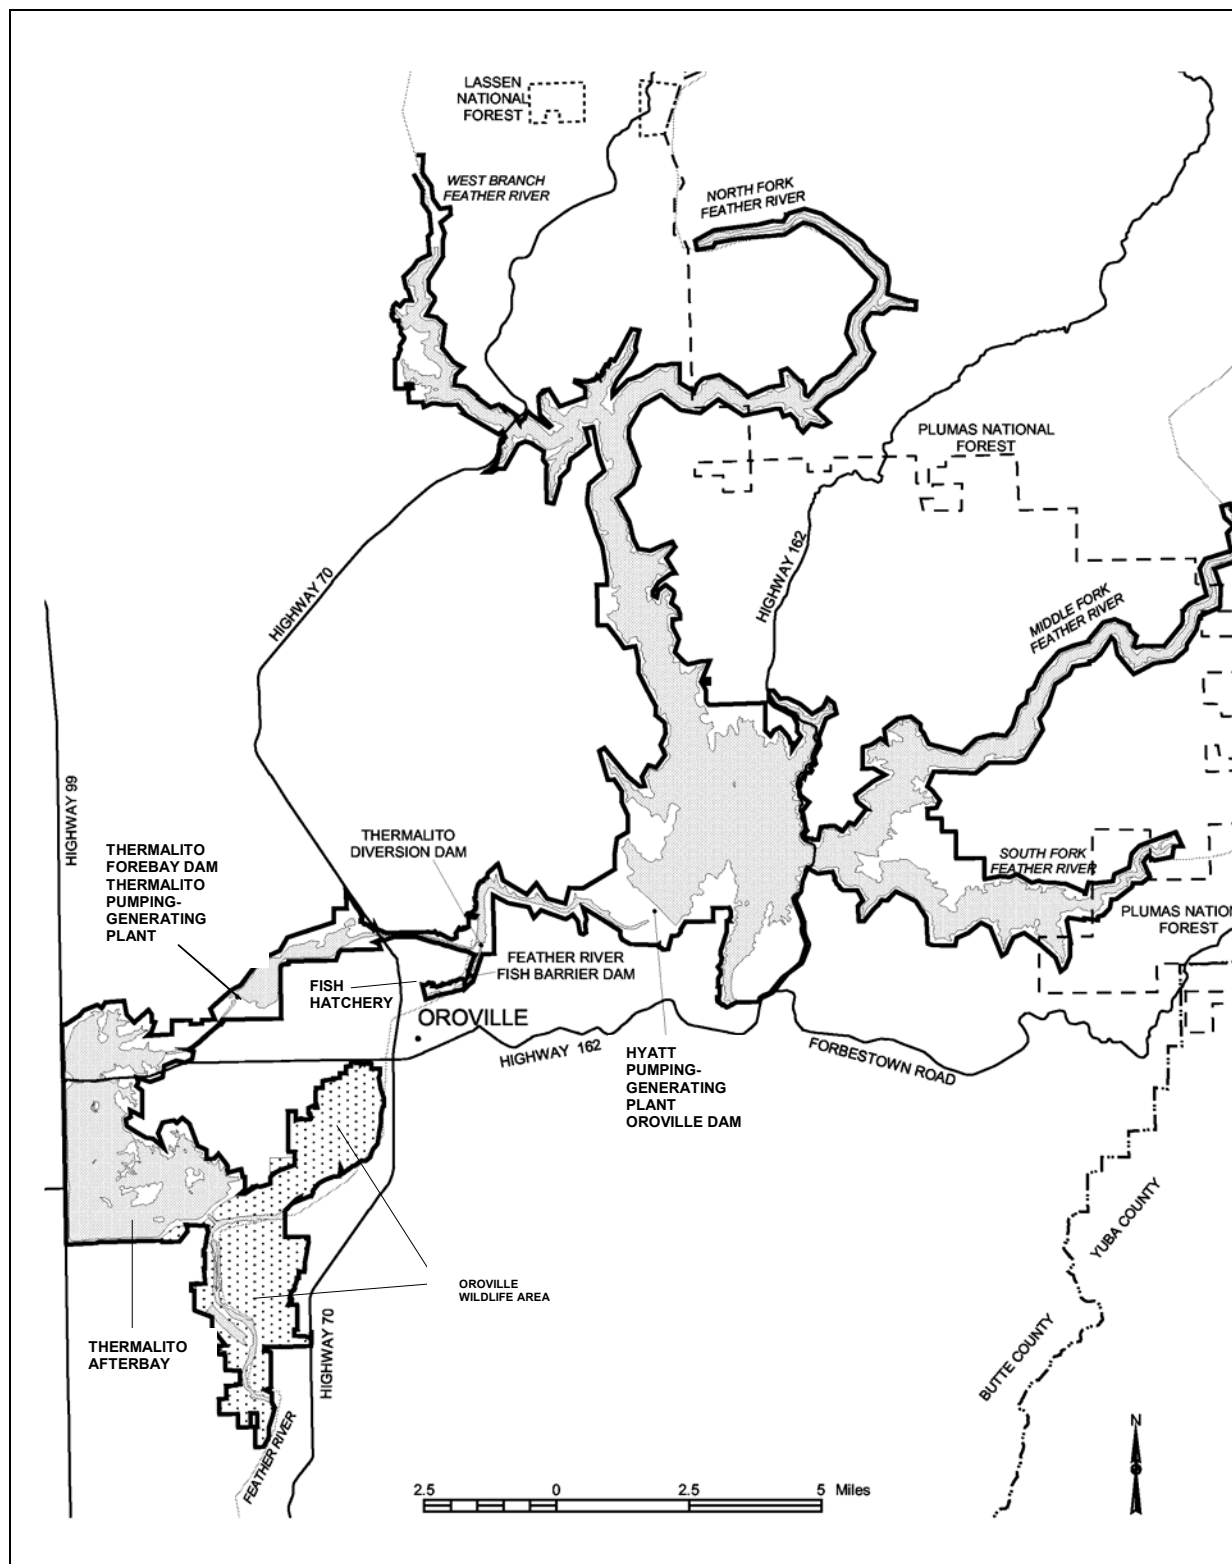 LASSEN
NATIONAL
FOREST
WEST BRANCH
FEATHER RIVER
NORTH FORK
FEATHER RIVER
PLUMAS NATIONAL
FOREST
HIGHWAY 162
HIGHWAY 70
MIDDLE FORK
FEATHER RIVER
HIGHWAY 99
THERMALITO
FOREBAY DAM
THERMALITO
PUMPING-
GENERATING
PLANT
THERMALITO
DIVERSION DAM
SOUTH FORK
FEATHER RIVER
PLUMAS NATION
FOREST
FEATHER RIVER
FISH BARRIER DAM
FISH
HATCHERY
OROVILLE
HIGHWAY 162
HYATT
PUMPING-
GENERATING
PLANT
OROVILLE DAM
FORBESTOWN ROAD
YUBA COUNTY
BUTTE COUNTY
OROVILLE
WILDLIFE AREA
THERMALITO
AFTERBAY
HIGHWAY 70
FEATHER RIVER
N
2.5 0 2.5 5 Miles